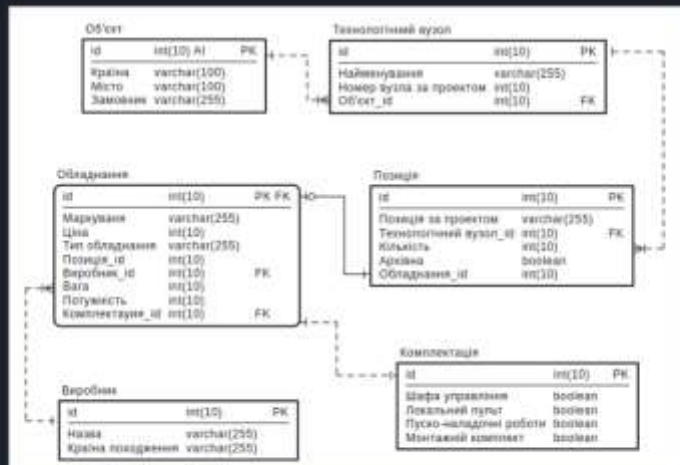 Об'єкт
id int(10) AI PK
Країна varchar(100)
Місто varchar(100)
Замовник varchar(255)
Технологічний вузол
id int(10) PK
Найменування varchar(255)
Номер вузла за проектом int(10)
Об'єкт_id int(10) FK
Обладнання
id int(10) PK FK
Маркуваня varchar(255)
Ціна int(10)
Тип обладнання varchar(255)
Позиція_id int(10)
Виробник_id int(10) FK
Вага int(10)
Потужність int(10)
Комплектация_id int(10) FK
Позиція
id int(10) PK
Позиція за проектом varchar(255)
Технологічний вузол_id int(10) FK
Кількість int(10)
Архівна boolean
Обладнання_id int(10)
Комплектація
id int(10) PK
Шафа управління boolean
Локальний пульт boolean
Пуско-наладочні роботи boolean
Монтажний комплект boolean
Виробник
id int(10) PK
Назва varchar(255)
Країна походження varchar(255)